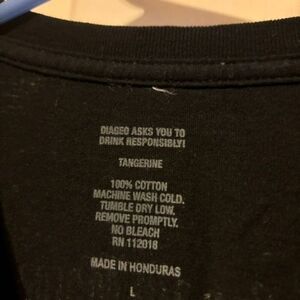 DIAGEO ASKS YOU TO
DRINK RESPONSIBLY!
TANGERINE
100% COTTON
MACHINE WASH COLD.
TUMBLE DRY LOW.
REMOVE PROMPTLY.
NO BLEACH
RN 112018
MADE IN HONDURAS
L